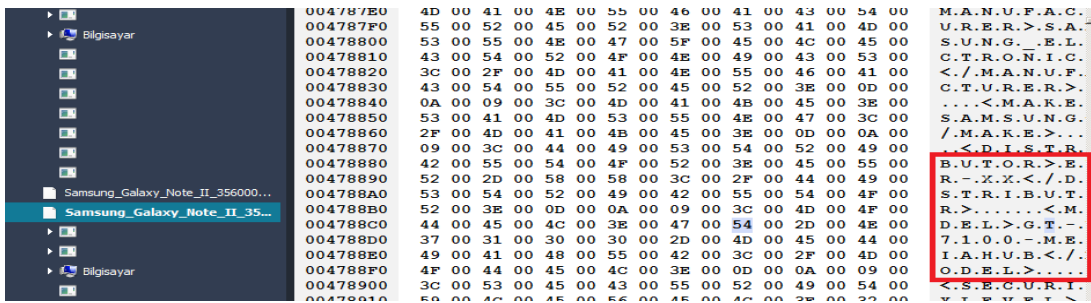 Bilgisayar
Samsung_Galaxy_Note_II_356000...
Samsung_Galaxy_Note_II_35...
Bilgisayar
004787E0 4D 00 41 00 4E 00 55 00 46 00 41 00 43 00 54 00 M.A.N.U.F.A.C.
004787F0 55 00 52 00 45 00 52 00 3E 00 53 00 41 00 4D 00 U.R.E.R.>.S.A.
00478800 53 00 55 00 4E 00 47 00 5F 00 45 00 4C 00 45 00 S.U.N.G._.E.L.
00478810 43 00 54 00 52 00 4F 00 4E 00 49 00 43 00 53 00 C.T.R.O.N.I.C.
00478820 3C 00 2F 00 4D 00 41 00 4E 00 55 00 46 00 41 00 <./.M.A.N.U.F.
00478830 43 00 54 00 55 00 52 00 45 00 52 00 3E 00 0D 00 C.T.U.R.E.R.>.
00478840 0A 00 09 00 3C 00 4D 00 41 00 4B 00 45 00 3E 00 ....<.M.A.K.E.
00478850 53 00 41 00 4D 00 53 00 55 00 4E 00 47 00 3C 00 S.A.M.S.U.N.G.
00478860 2F 00 4D 00 41 00 4B 00 45 00 3E 00 0D 00 0A 00 /.M.A.K.E.>...
00478870 09 00 3C 00 44 00 49 00 53 00 54 00 52 00 49 00 ..<.D.I.S.T.R.
00478880 42 00 55 00 54 00 4F 00 52 00 3E 00 45 00 55 00 B.U.T.O.R.>.E.
00478890 52 00 2D 00 58 00 58 00 3C 00 2F 00 44 00 49 00 R.-.X.X.<./.D.
004788A0 53 00 54 00 52 00 49 00 42 00 55 00 54 00 4F 00 S.T.R.I.B.U.T.
004788B0 52 00 3E 00 0D 00 0A 00 09 00 3C 00 4D 00 4F 00 R.>.......<.M.
004788C0 44 00 45 00 4C 00 3E 00 47 00 54 00 2D 00 4E 00 D.E.L.>.G.T.-.
004788D0 37 00 31 00 30 00 30 00 2D 00 4D 00 45 00 44 00 7.1.0.0.-.M.E.
004788E0 49 00 41 00 48 00 55 00 42 00 3C 00 2F 00 4D 00 I.A.H.U.B.<./.
004788F0 4F 00 44 00 45 00 4C 00 3E 00 0D 00 0A 00 09 00 O.D.E.L.>.....
00478900 3C 00 53 00 45 00 43 00 55 00 52 00 49 00 54 00 <.S.E.C.U.R.I.
00478910 59 00 4C 00 45 00 56 00 45 00 4C 00 3E 00 32 00 Y.L.E.V.E.L.>.